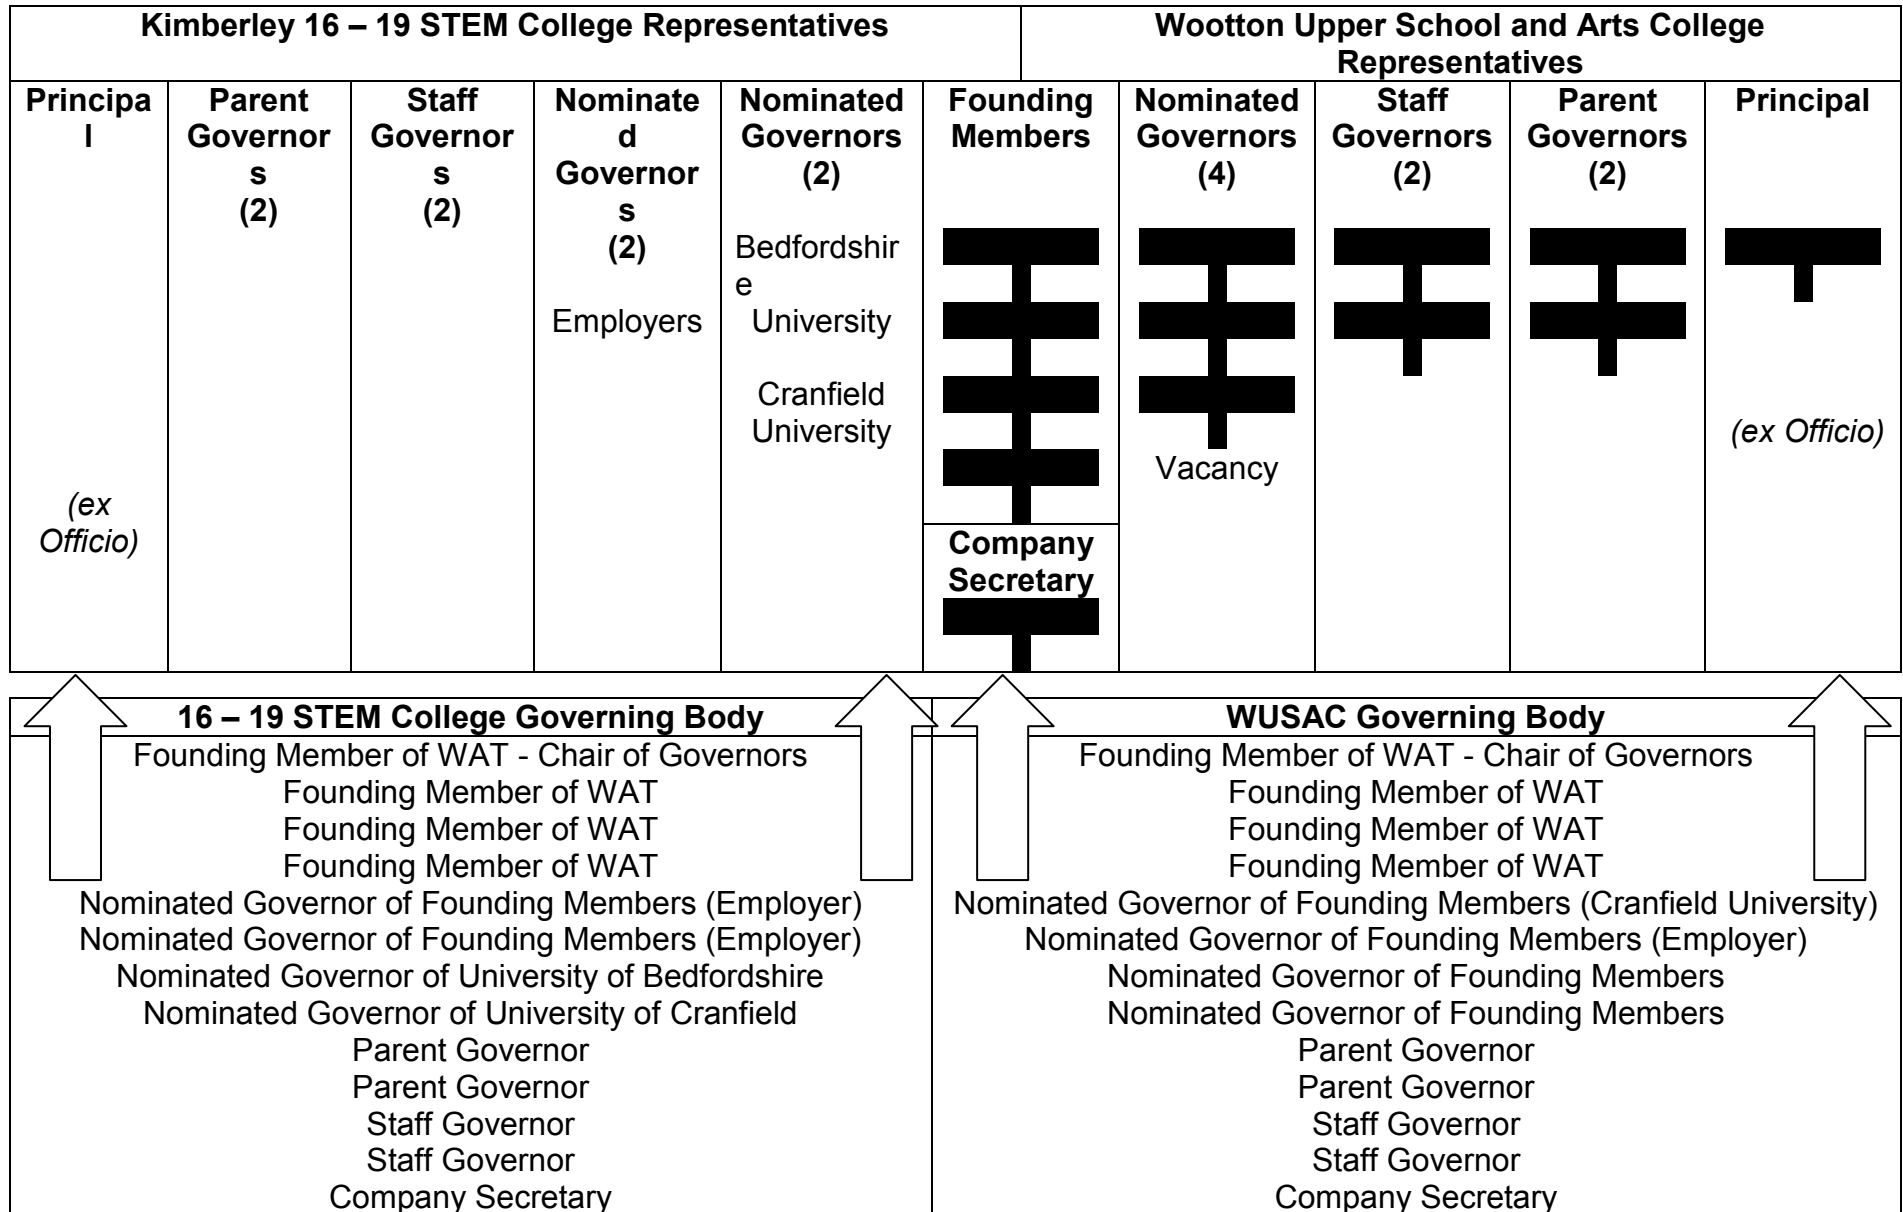 Kimberley 16 – 19 STEM College Representatives
Wootton Upper School and Arts College
Representatives
Principa
l
(ex
Officio)
Parent
Governor
s
(2)
Staff
Governor
s
(2)
Nominate
d
Governor
s
(2)
Employers
Nominated
Governors
(2)
Bedfordshir
e
University
Cranfield
University
Founding
Members
Company
Secretary
Nominated
Governors
(4)
Vacancy
Staff
Governors
(2)
Parent
Governors
(2)
Principal
(ex Officio)
16 – 19 STEM College Governing Body
Founding Member of WAT - Chair of Governors
Founding Member of WAT
Founding Member of WAT
Founding Member of WAT
Nominated Governor of Founding Members (Employer)
Nominated Governor of Founding Members (Employer)
Nominated Governor of University of Bedfordshire
Nominated Governor of University of Cranfield
Parent Governor
Parent Governor
Staff Governor
Staff Governor
Company Secretary
WUSAC Governing Body
Founding Member of WAT - Chair of Governors
Founding Member of WAT
Founding Member of WAT
Founding Member of WAT
Nominated Governor of Founding Members (Cranfield University)
Nominated Governor of Founding Members (Employer)
Nominated Governor of Founding Members
Nominated Governor of Founding Members
Parent Governor
Parent Governor
Staff Governor
Staff Governor
Company Secretary